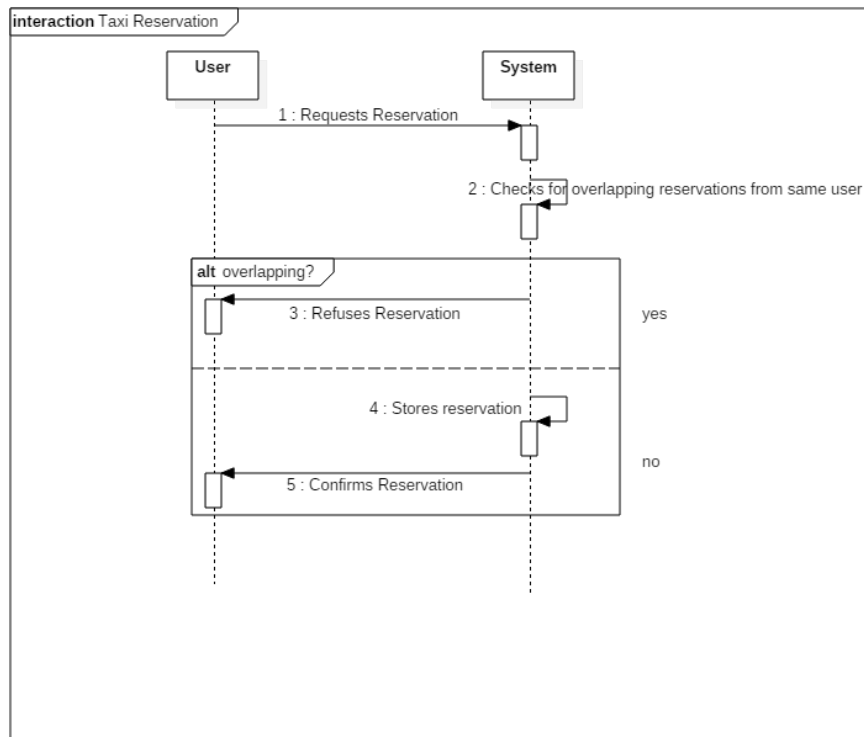 interaction Taxi Reservation
User
System
1 : Requests Reservation
2 : Checks for overlapping reservations from same user
alt overlapping?
3 : Refuses Reservation
yes
4 : Stores reservation
no
5 : Confirms Reservation